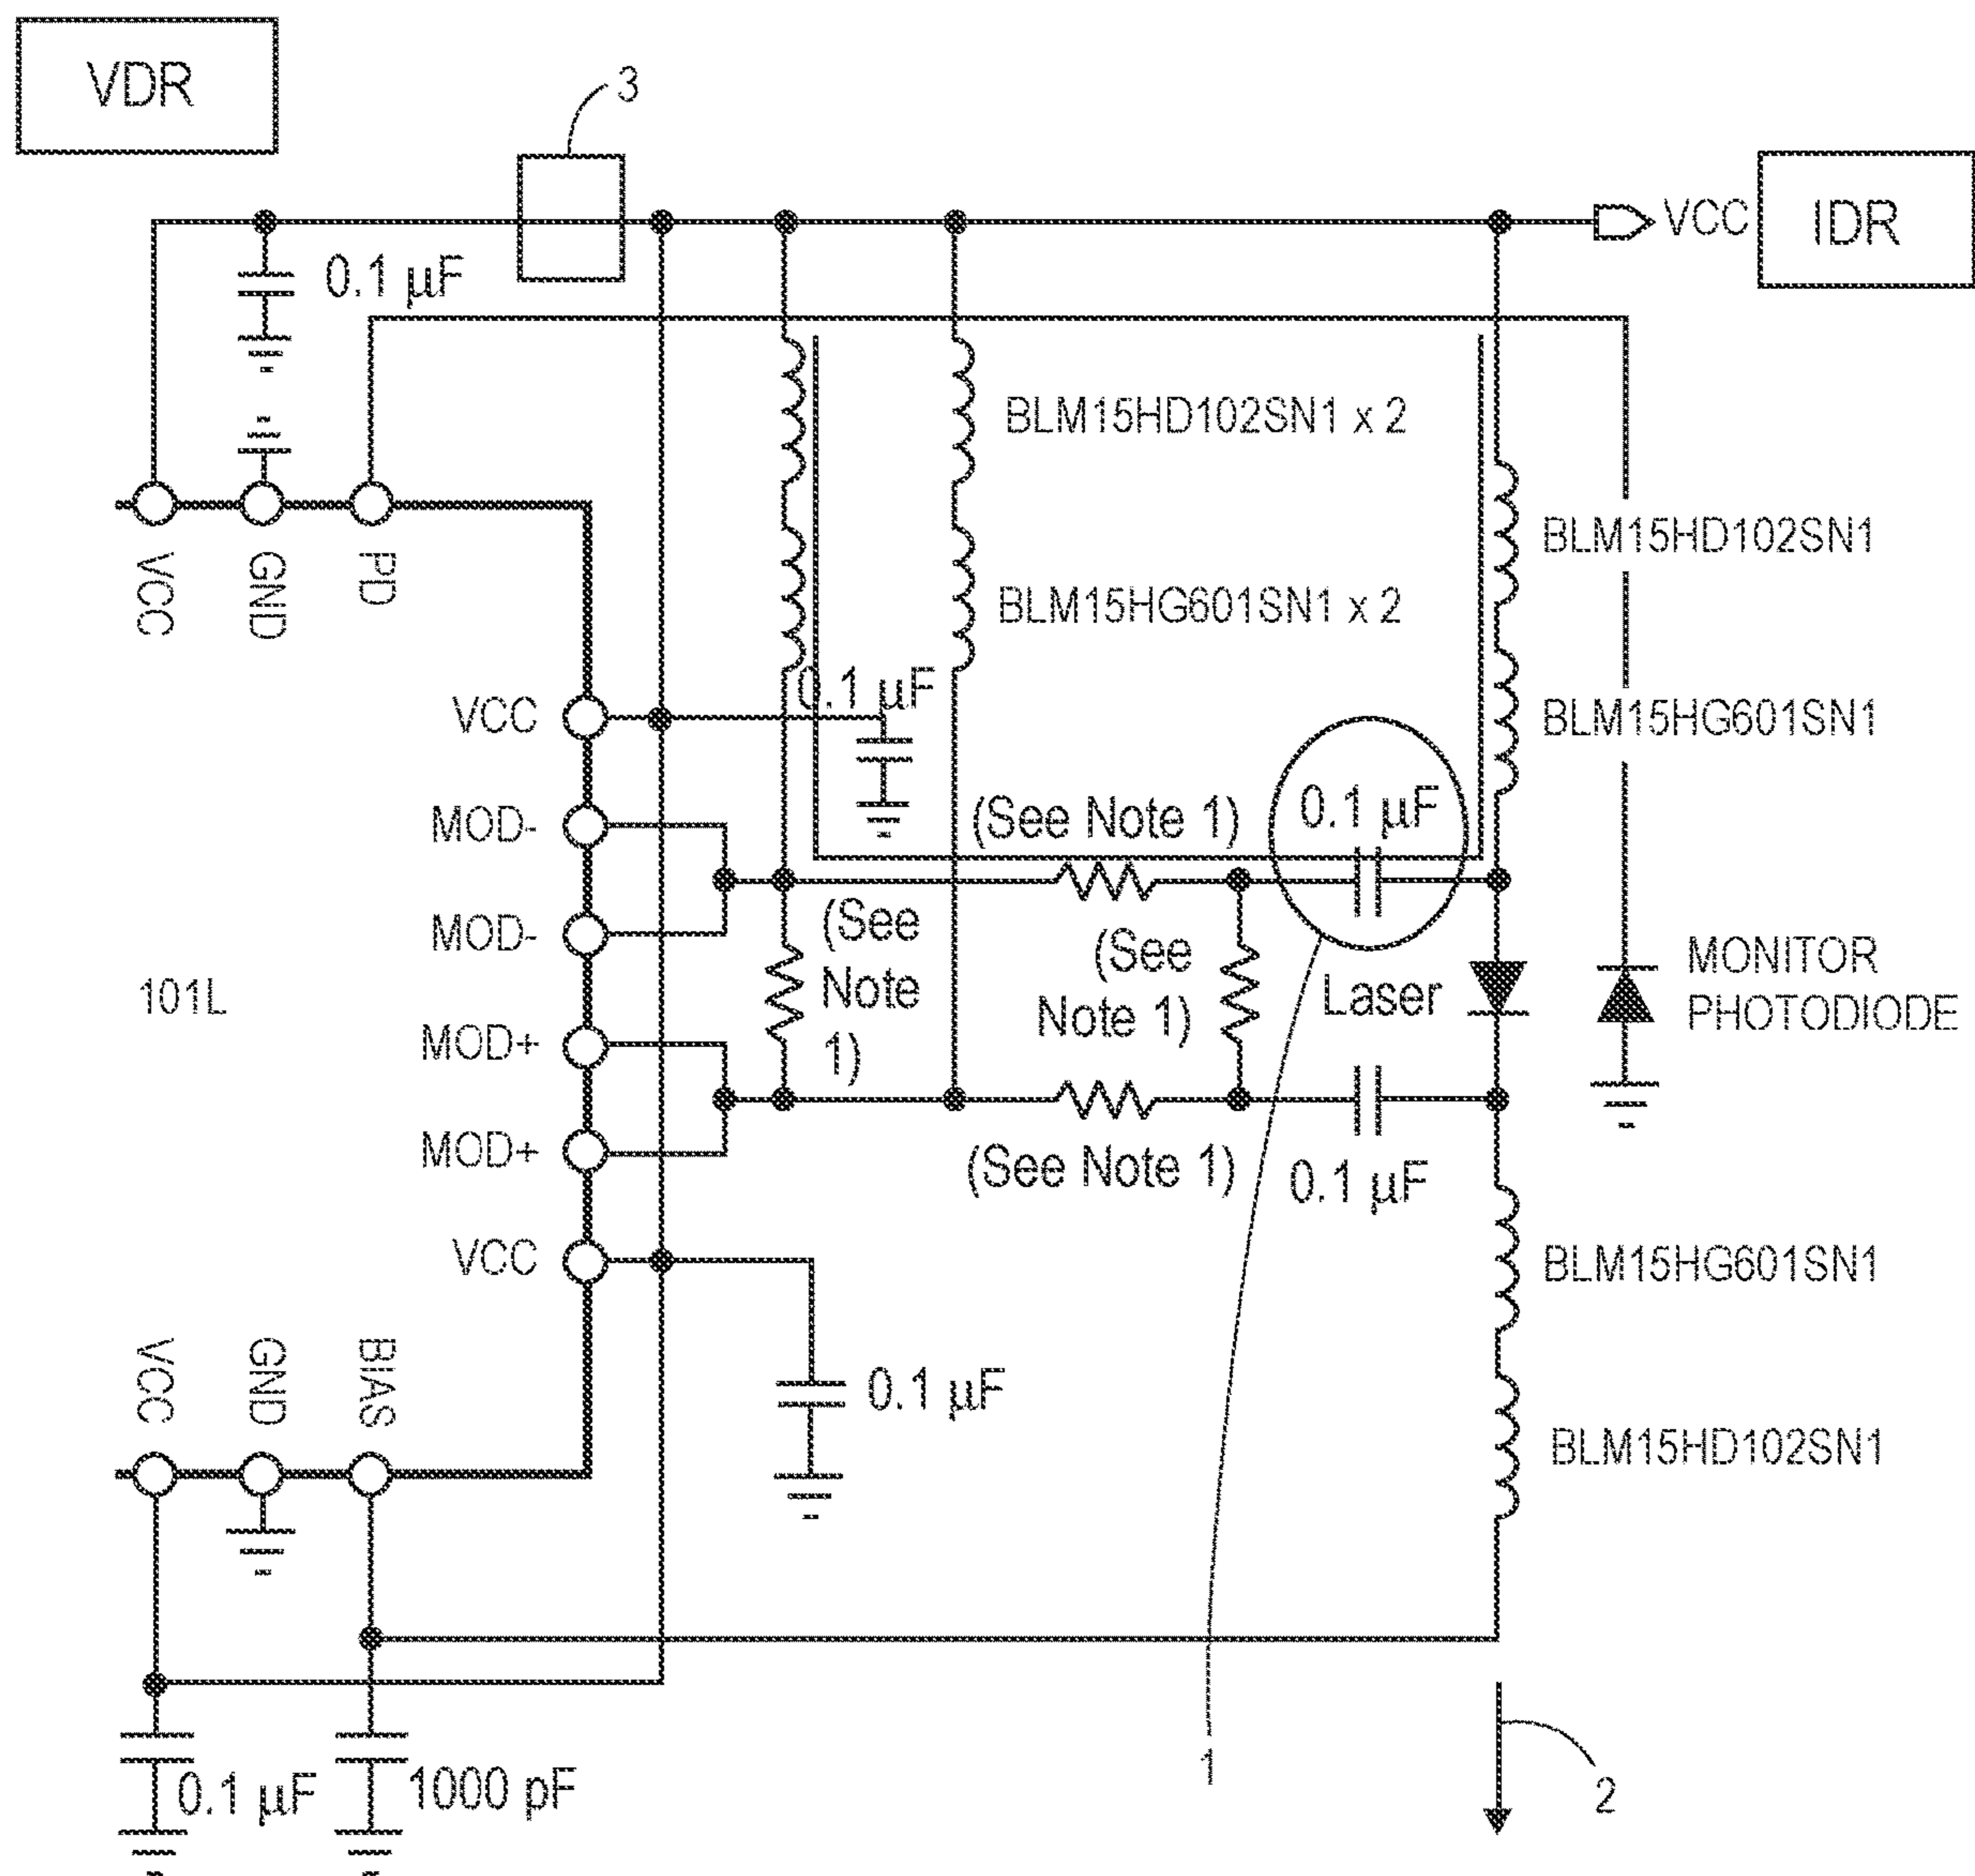 VDR
3
VCC
IDR
0.1 µF
BLM15HD102SN1 x 2
BLM15HD102SN1
VCC
GND
PD
BLM15HG601SN1 x 2
0.1 µF
VCC
BLM15HG601SN1
(See Note 1)
0.1 µF
MOD-
MOD-
(See
Note
1)
(See
Note 1)
Laser
MONITOR
PHOTODIODE
101L
MOD+
MOD+
(See Note 1)
0.1 µF
VCC
BLM15HG601SN1
VCC
GND
BIAS
0.1 µF
BLM15HD102SN1
0.1 µF
1000 pF
1
2